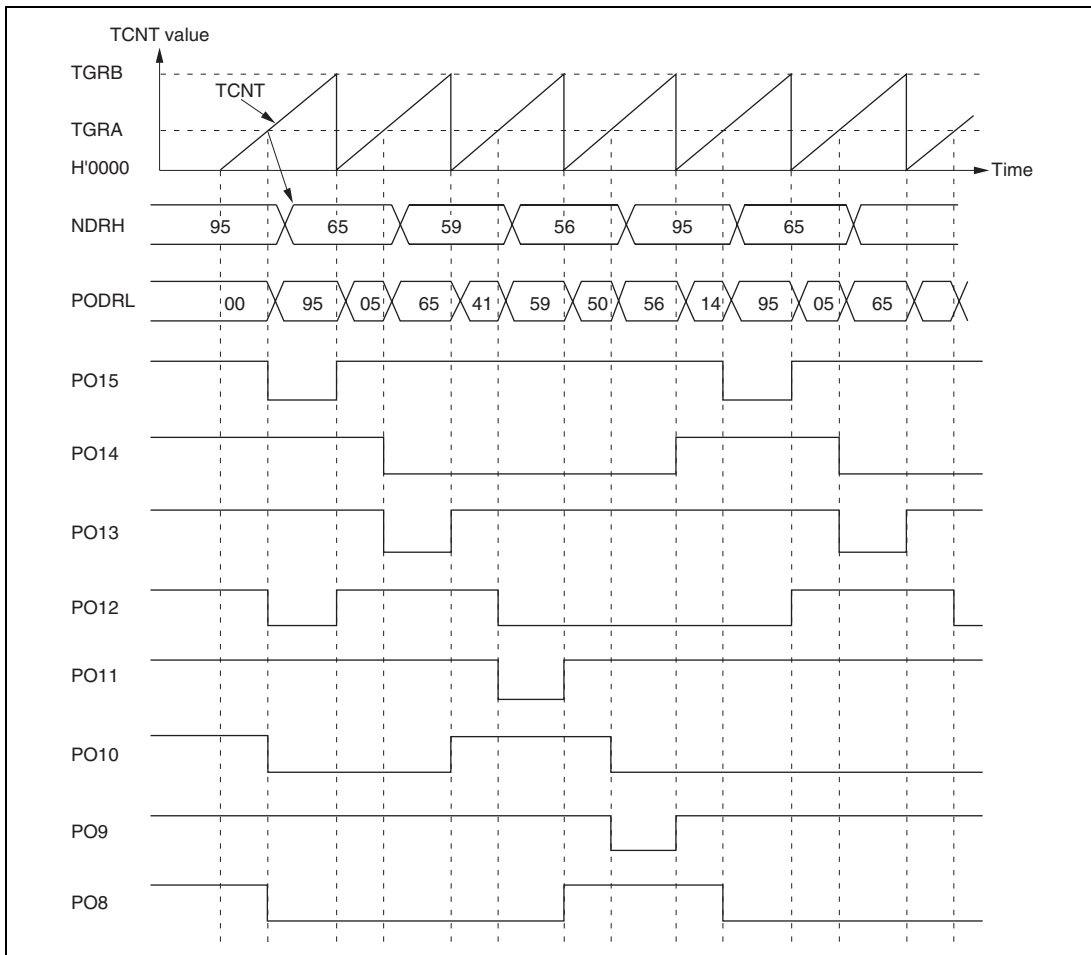 TCNT value
TGRB
TCNT
TGRA
H'0000
Time
NDRH 95 65 59 56 95 65
PODRL 00 95 05 65 41 59 50 56 14 95 05 65
PO15
PO14
PO13
PO12
PO11
PO10
PO9
PO8